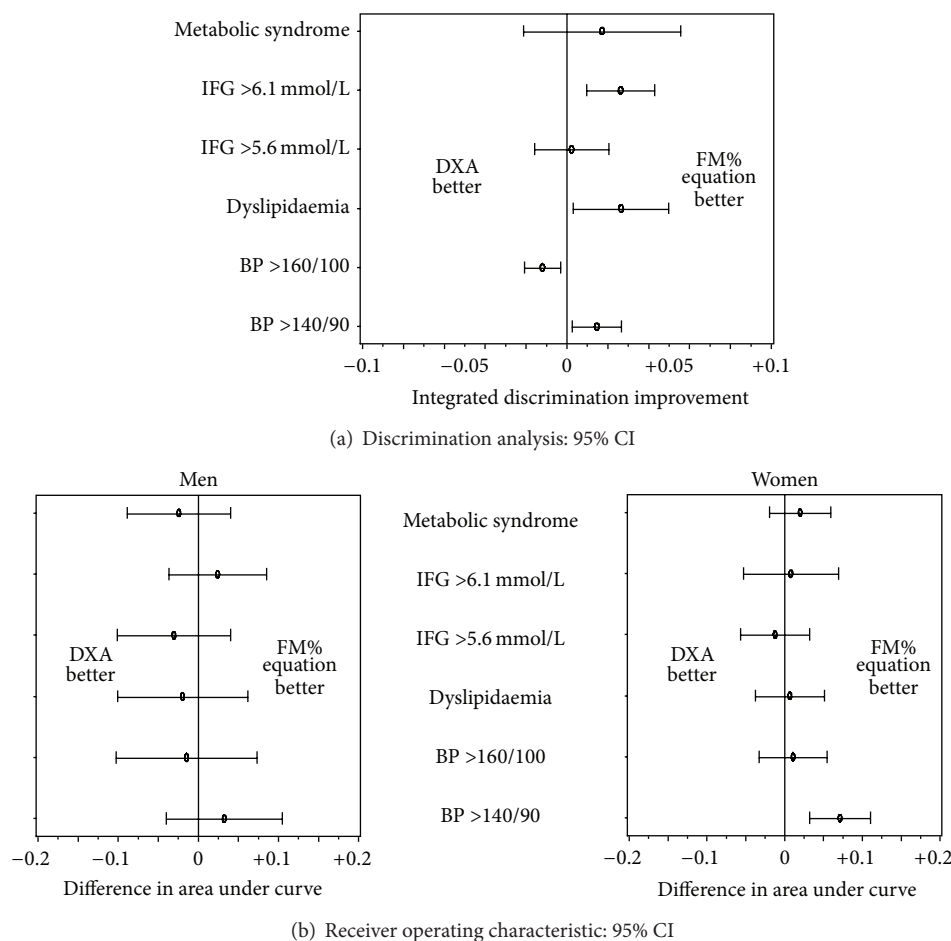 Metabolic syndrome
IFG >6.1 mmol/L
IFG >5.6 mmol/L
Dyslipidaemia
BP >160/100
BP >140/90
DXA
better
FM%
equation
better
−0.1 −0.05 0 +0.05 +0.1
Integrated discrimination improvement
(a) Discrimination analysis: 95% CI
Men
DXA
better
FM%
equation
better
−0.2 −0.1 0 +0.1 +0.2
Difference in area under curve
Metabolic syndrome
IFG >6.1 mmol/L
IFG >5.6 mmol/L
Dyslipidaemia
BP >160/100
BP >140/90
Women
DXA
better
FM%
equation
better
−0.2 −0.1 0 +0.1 +0.2
Difference in area under curve
(b) Receiver operating characteristic: 95% CI